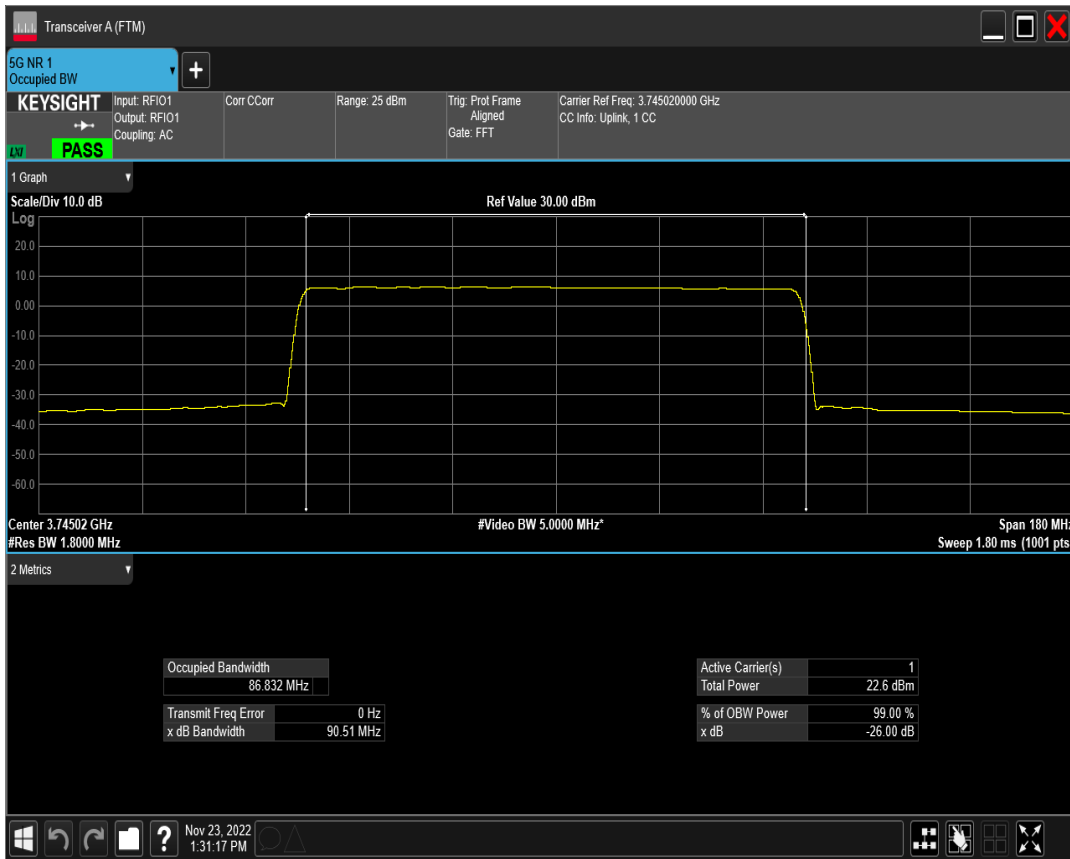 Transceiver A (FTM)
5G NR 1
Occupied BW
KEYSIGHT
LXI
PASS
Input: RFIO1
Output: RFIO1
Coupling: AC
Corr CCorr
Range: 25 dBm
Trig: Prot Frame
Aligned
Gate: FFT
Carrier Ref Freq: 3.745020000 GHz
CC Info: Uplink, 1 CC
1 Graph
Scale/Div 10.0 dB
Ref Value 30.00 dBm
Log
20.0
10.0
0.00
-10.0
-20.0
-30.0
-40.0
-50.0
-60.0
Center 3.74502 GHz
#Video BW 5.0000 MHz*
Span 180 MHz
#Res BW 1.8000 MHz
Sweep 1.80 ms (1001 pts
2 Metrics
Occupied Bandwidth
86.832 MHz
Transmit Freq Error 0 Hz
x dB Bandwidth 90.51 MHz
Active Carrier(s) 1
Total Power 22.6 dBm
% of OBW Power 99.00 %
x dB -26.00 dB
?
Nov 23, 2022
1:31:17 PM